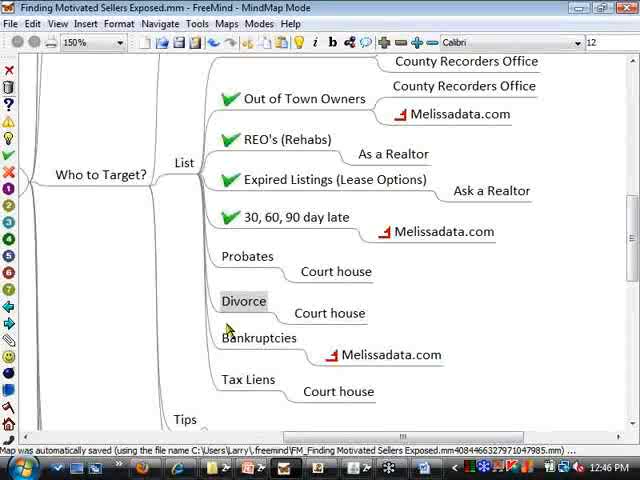 Finding Motivated Sellers Exposed.mm - FreeMind - MindMap Mode
File Edit View Insert Format Navigate Tools Maps Modes Help
150% Calibri 12
County Recorders Office
County Recorders Office
Out of Town Owners
Melissadata.com
REO's (Rehabs)
As a Realtor
List
Who to Target?
Expired Listings (Lease Options)
Ask a Realtor
30, 60, 90 day late
Melissadata.com
Probates
Court house
Divorce
Court house
Bankruptcies
Melissadata.com
Tax Liens
Court house
Tips
Map was automatically saved (using the file name C:\Users\Larry\.freemind\FM_Finding Motivated Sellers Exposed.mm4084466327971047985.mm) ...
12:46 PM